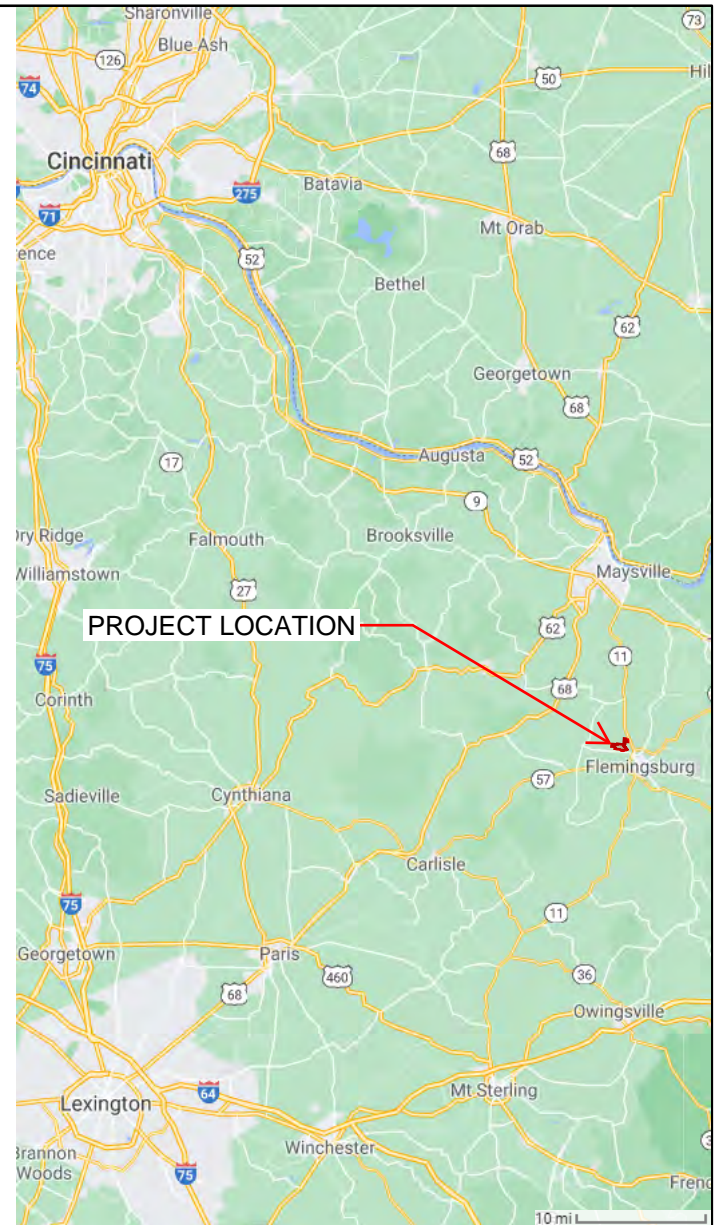 Sharonville
73
Blue Ash
126
50
Hil
74
68
Cincinnati
275
Batavia
71
Mt Orab
ence
52
Bethel
62
Georgetown
68
17
Augusta
52
9
Dry Ridge
Falmouth
Brooksville
Williamstown
Maysville
27
PROJECT LOCATION
62
11
75
68
Corinth
Flemingsburg
57
Sadieville
Cynthiana
Carlisle
75
11
Georgetown
Paris
36
460
68
Owingsville
64
Mt Sterling
Lexington
Winchester
Brannon
Woods
75
Frenc
10 mi